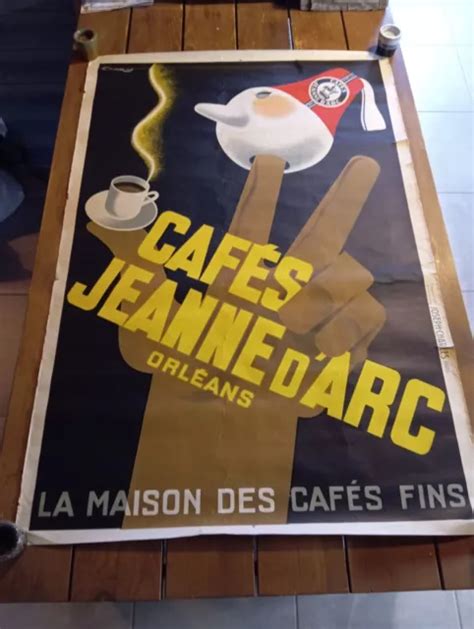 CAFÉS
JEANNE D'ARC
ORLÉANS
LA MAISON DES CAFÉS FINS